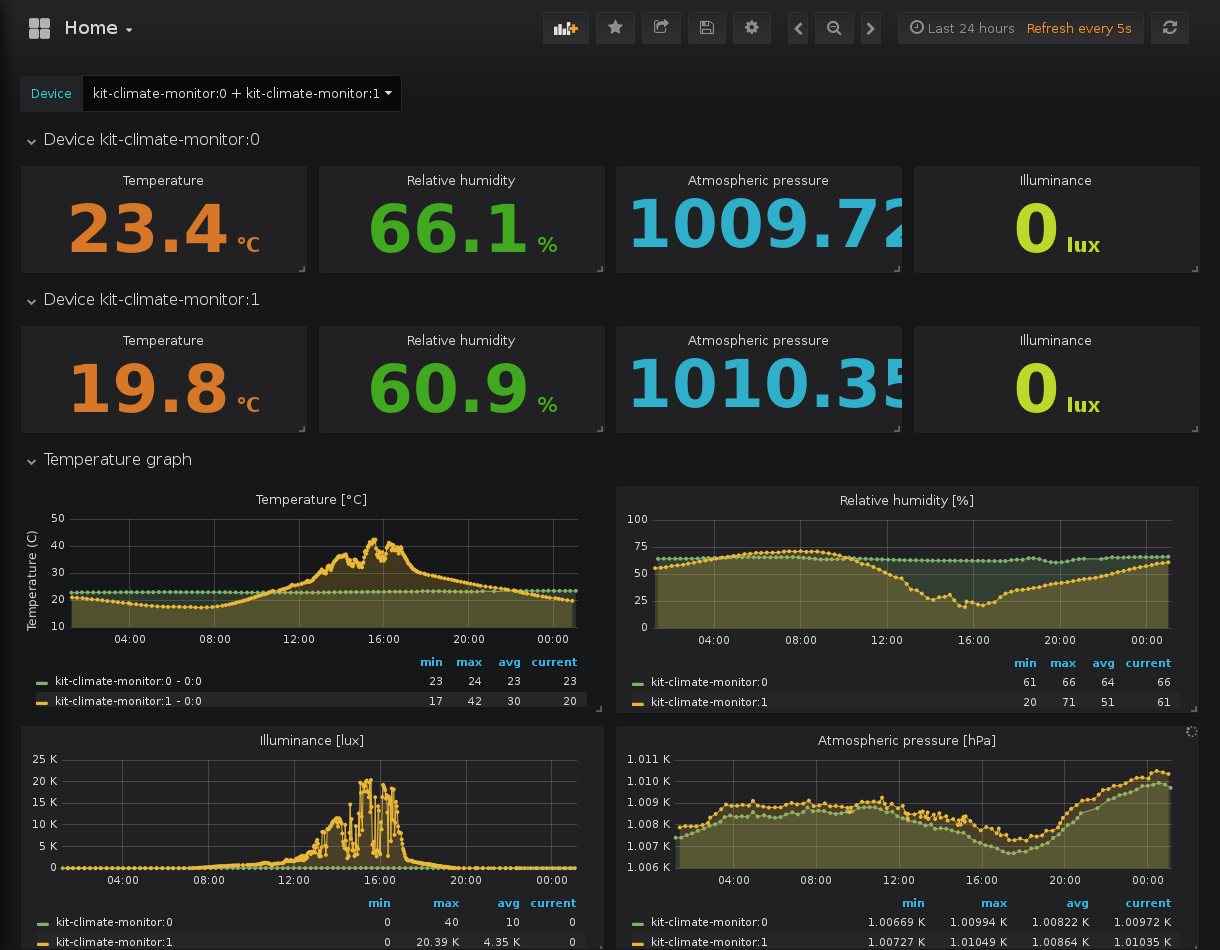 Home
Last 24 hours Refresh every 5s
Device kit-climate-monitor:0 + kit-climate-monitor:1
Device kit-climate-monitor:0
Temperature Relative humidity Atmospheric pressure Illuminance
23.4 °C 66.1 % 1009.72 0 lux
Device kit-climate-monitor:1
Temperature Relative humidity Atmospheric pressure Illuminance
19.8 °C 60.9 % 1010.35 0 lux
Temperature graph
Temperature [°C]
Temperature (C)
50
40
30
20
10
04:00 08:00 12:00 16:00 20:00 00:00
min max avg current
kit-climate-monitor:0 - 0:0 23 24 23 23
kit-climate-monitor:1 - 0:0 17 42 30 20
Relative humidity [%]
100
75
50
25
0
04:00 08:00 12:00 16:00 20:00 00:00
min max avg current
kit-climate-monitor:0 61 66 64 66
kit-climate-monitor:1 20 71 51 61
Illuminance [lux]
25 K
20 K
15 K
10 K
5 K
0
04:00 08:00 12:00 16:00 20:00 00:00
min max avg current
kit-climate-monitor:0 0 40 10 0
kit-climate-monitor:1 0 20.39 K 4.35 K 0
Atmospheric pressure [hPa]
1.011 K
1.010 K
1.009 K
1.008 K
1.007 K
1.006 K
04:00 08:00 12:00 16:00 20:00 00:00
min max avg current
kit-climate-monitor:0 1.00669 K 1.00994 K 1.00822 K 1.00972 K
kit-climate-monitor:1 1.00727 K 1.01049 K 1.00864 K 1.01035 K